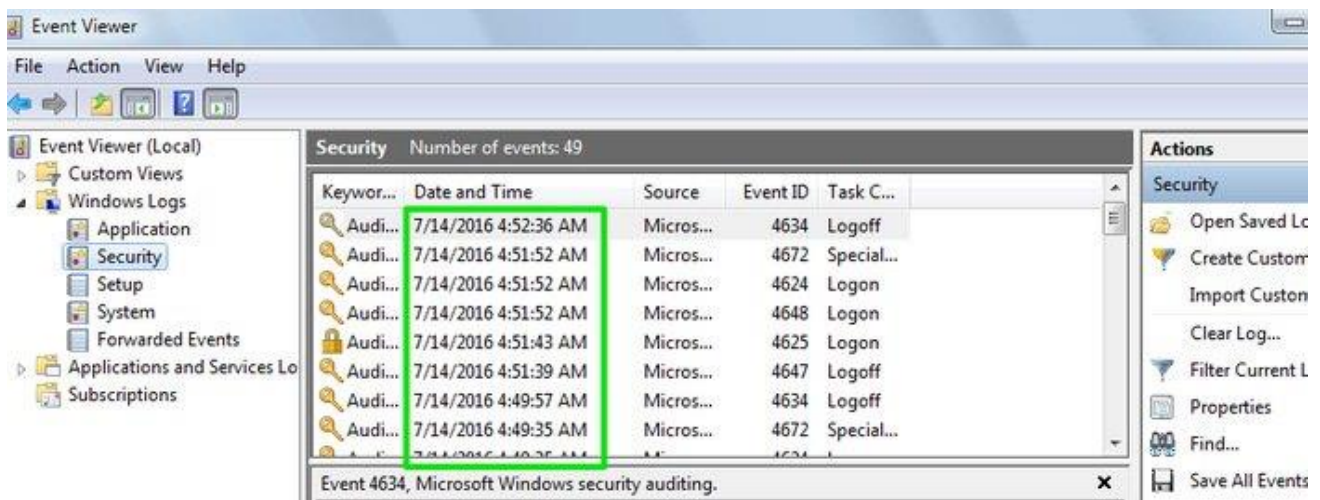 Event Viewer
File Action View Help
Event Viewer (Local)
Custom Views
Windows Logs
Application
Security
Setup
System
Forwarded Events
Applications and Services Lo
Subscriptions
Security Number of events: 49
Keywor... Date and Time Source Event ID Task C...
Audi... 7/14/2016 4:52:36 AM Micros... 4634 Logoff
Audi... 7/14/2016 4:51:52 AM Micros... 4672 Special...
Audi... 7/14/2016 4:51:52 AM Micros... 4624 Logon
Audi... 7/14/2016 4:51:52 AM Micros... 4648 Logon
Audi... 7/14/2016 4:51:43 AM Micros... 4625 Logon
Audi... 7/14/2016 4:51:39 AM Micros... 4647 Logoff
Audi... 7/14/2016 4:49:57 AM Micros... 4634 Logoff
Audi... 7/14/2016 4:49:35 AM Micros... 4672 Special...
Event 4634, Microsoft Windows security auditing.
Actions
Security
Open Saved Lo
Create Custom
Import Custom
Clear Log...
Filter Current L
Properties
Find...
Save All Events